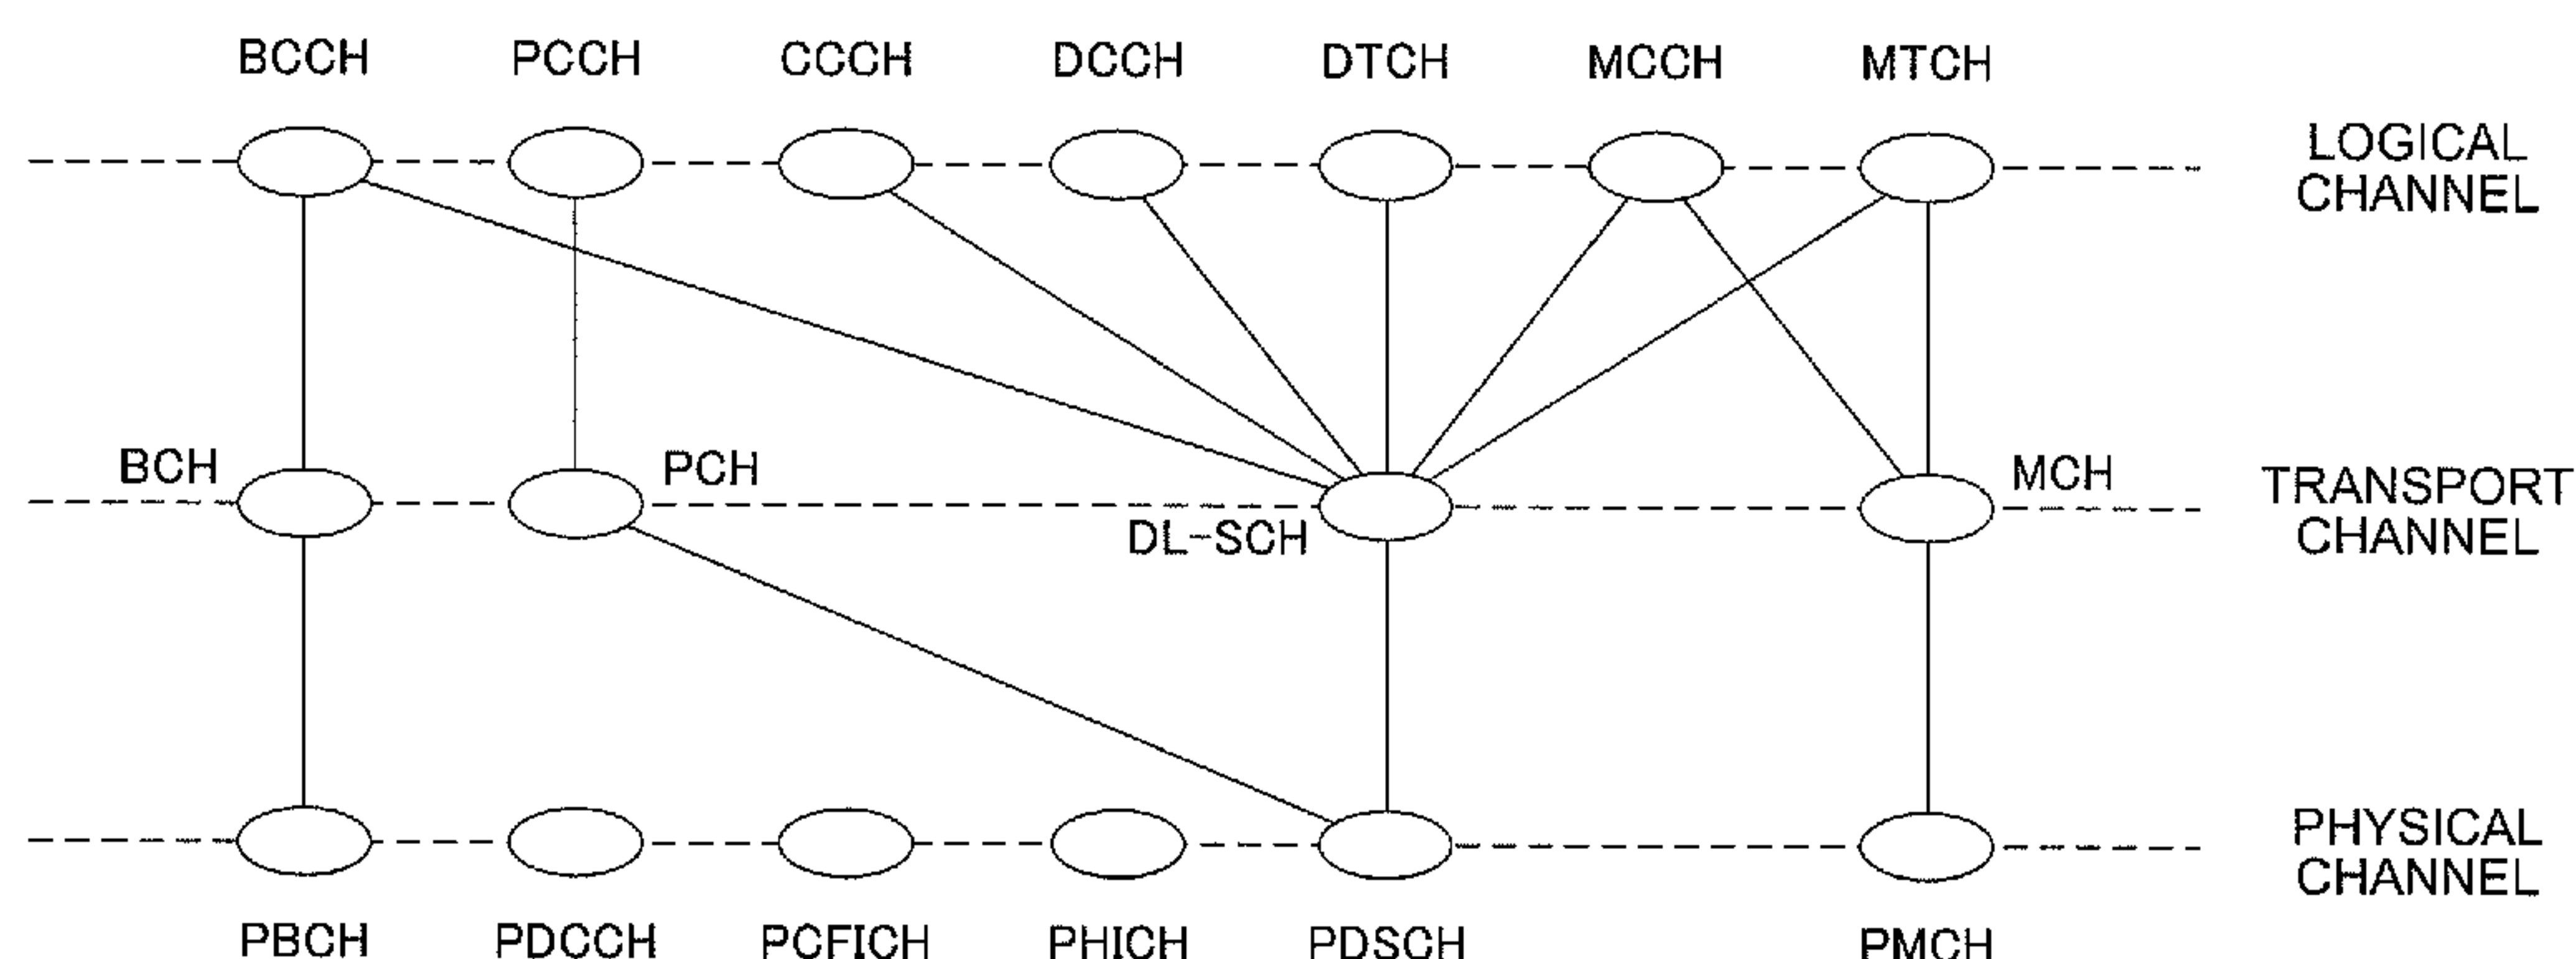 BCCH PCCH CCCH DCCH DTCH MCCH MTCH
LOGICAL
CHANNEL
BCH PCH DL-SCH MCH
TRANSPORT
CHANNEL
PHYSICAL
CHANNEL
PBCH PDCCH PCFICH PHICH PDSCH PMCH